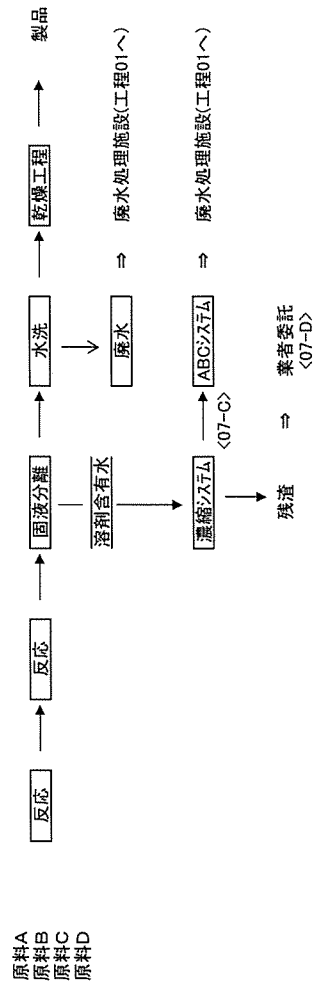 原料A
原料B
原料C
原料D
反応 → 反応 → 固液分離 → 水洗 → 乾燥工程 → 製品
溶剤含有水
廃水 ⇒ 廃水処理施設(工程01へ)
濃縮システム → ABCシステム ⇒ 廃水処理施設(工程01へ)
<07-C>
残渣 ⇒ 業者委託
<07-D>